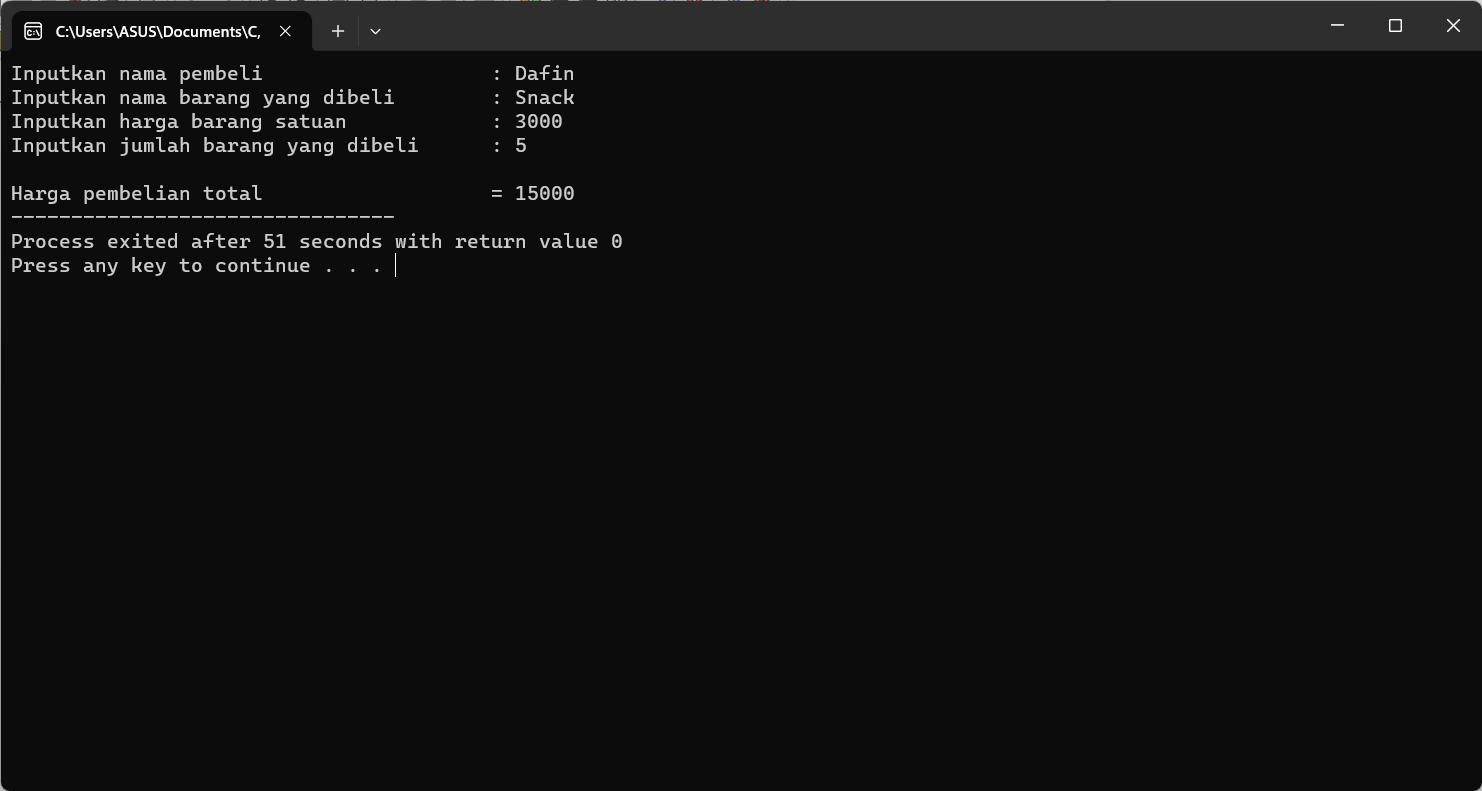 C:\Users\ASUS\Documents\C,
Inputkan nama pembeli : Dafin
Inputkan nama barang yang dibeli : Snack
Inputkan harga barang satuan : 3000
Inputkan jumlah barang yang dibeli : 5
Harga pembelian total = 15000
--------------------------------
Process exited after 51 seconds with return value 0
Press any key to continue . . .